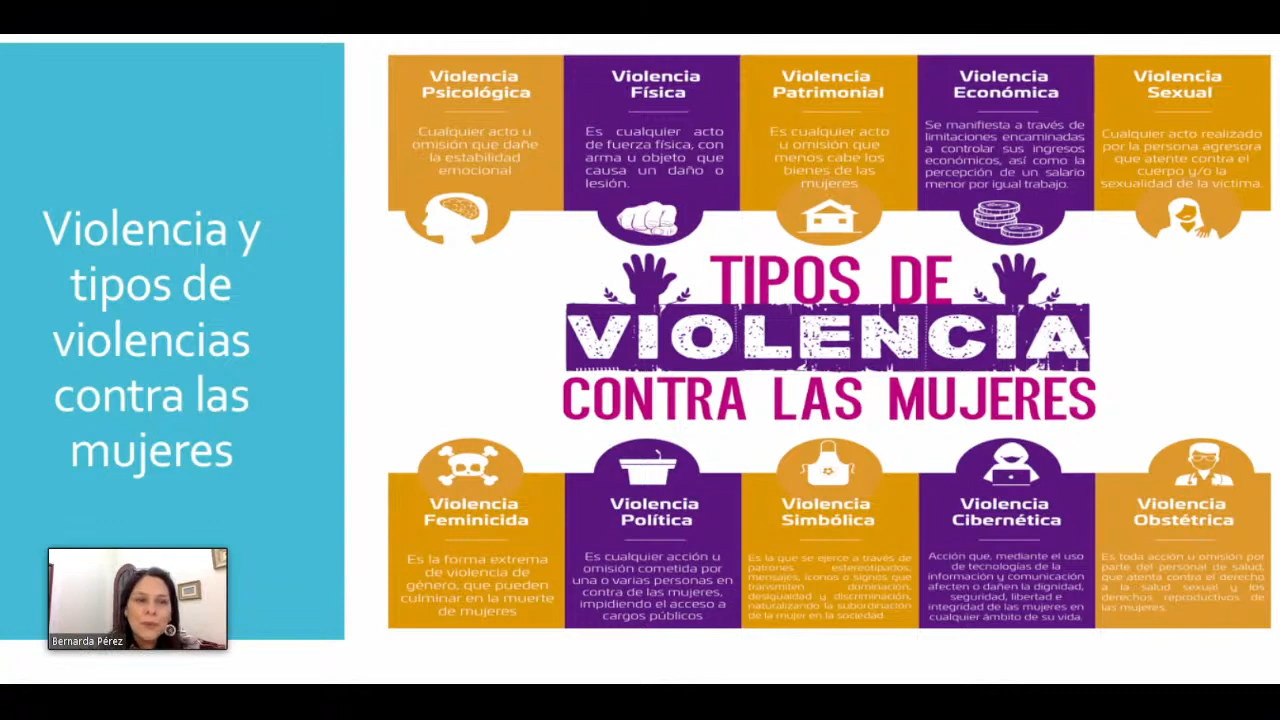 Violencia y
tipos de
violencias
contra las
mujeres
Bernarda Pérez
Violencia
Psicológica
Cualquier acto u
omisión que dañe
la estabilidad
emocional
Violencia
Física
Es cualquier acto
de fuerza física, con
arma u objeto que
causa un daño o
lesión.
Violencia
Patrimonial
Es cualquier acto
u omisión que
menos cabe los
bienes de las
mujeres
Violencia
Económica
Se manifiesta a través de
limitaciones encaminadas
a controlar sus ingresos
económicos, así como la
percepción de un salario
menor por igual trabajo.
Violencia
Sexual
Cualquier acto realizado
por la persona agresora
que atente contra el
cuerpo y/o la
sexualidad de la víctima.
TIPOS DE
VIOLENCIA
CONTRA LAS MUJERES
Violencia
Feminicida
Es la forma extrema
de violencia de
género, que pueden
culminar en la muerte
de mujeres
Violencia
Política
Es cualquier acción u
omisión cometida por
una o varias personas en
contra de las mujeres,
impidiendo el acceso a
cargos públicos
Violencia
Simbólica
Es la que se ejerce a través de
patrones estereotipados,
mensajes, íconos o signos que
transmiten dominación,
desigualdad y discriminación,
naturalizando la subordinación
de la mujer en la sociedad
Violencia
Cibernética
Acción que, mediante el uso
de tecnologías de la
información y comunicación
afecten o dañen la dignidad,
seguridad, libertad e
integridad de las mujeres en
cualquier ámbito de su vida.
Violencia
Obstétrica
Es toda acción u omisión por
parte del personal de salud,
que atenta contra el derecho
a la salud sexual y los
derechos reproductivos de
las mujeres.